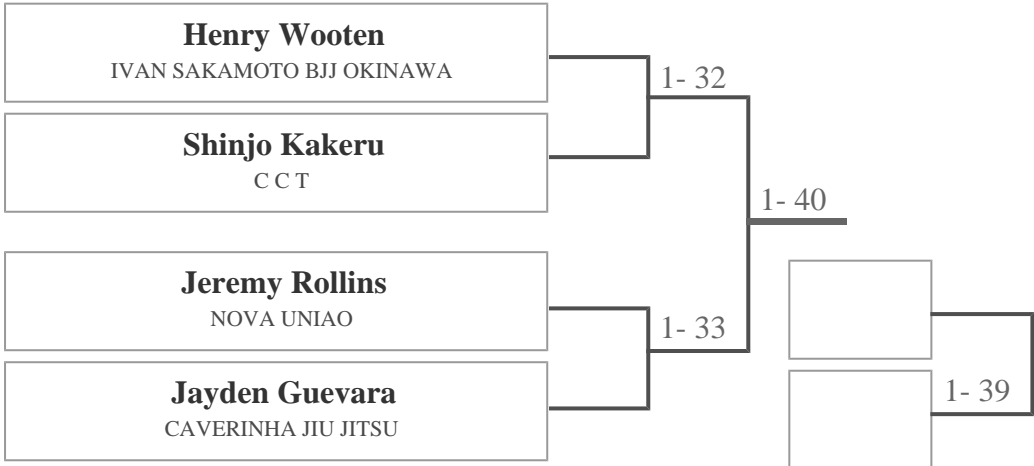 Henry Wooten
IVAN SAKAMOTO BJJ OKINAWA
1- 32
Shinjo Kakeru
C C T
1- 40
Jeremy Rollins
NOVA UNIAO
1- 33
Jayden Guevara
CAVERINHA JIU JITSU
1- 39